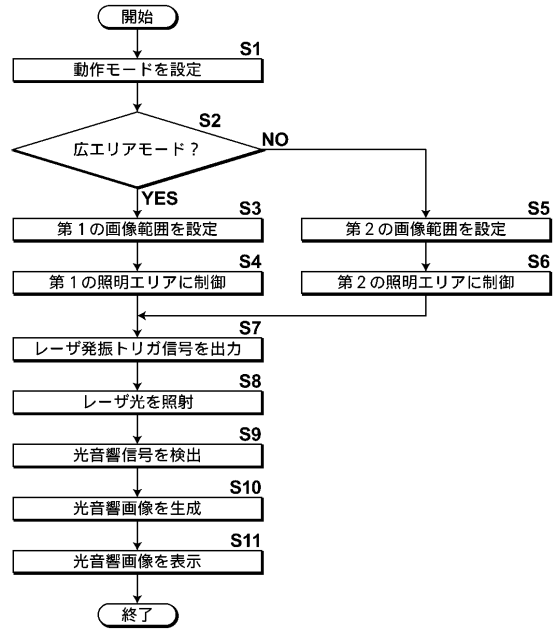 開始
S1
動作モードを設定
S2
広エリアモード？
NO
YES
S3
第１の画像範囲を設定
S5
第２の画像範囲を設定
S4
第１の照明エリアに制御
S6
第２の照明エリアに制御
S7
レーザ発振トリガ信号を出力
S8
レーザ光を照射
S9
光音響信号を検出
S10
光音響画像を生成
S11
光音響画像を表示
終了